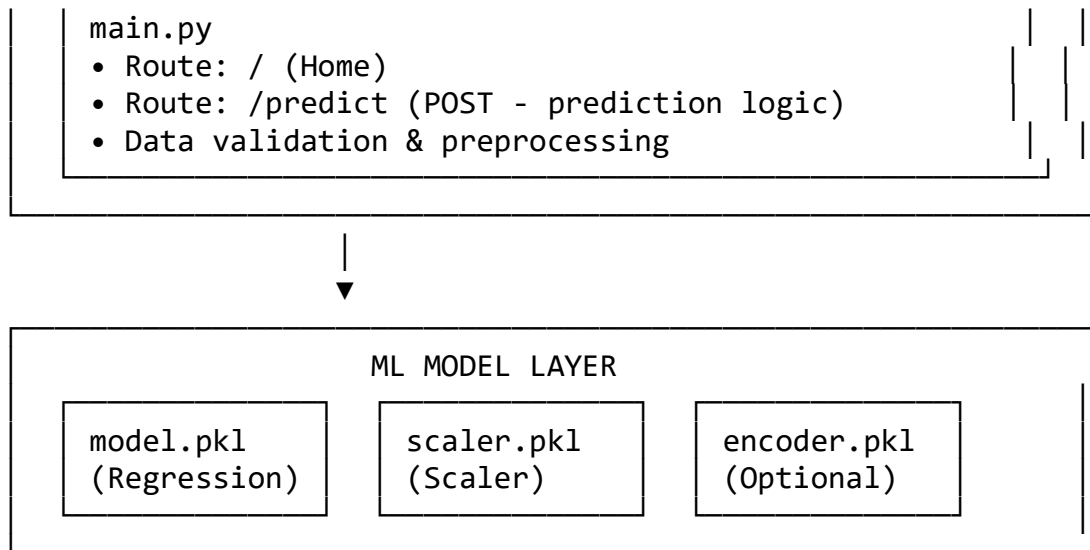 main.py
• Route: / (Home)
• Route: /predict (POST - prediction logic)
• Data validation & preprocessing
ML MODEL LAYER
model.pkl scaler.pkl encoder.pkl
(Regression) (Scaler) (Optional)